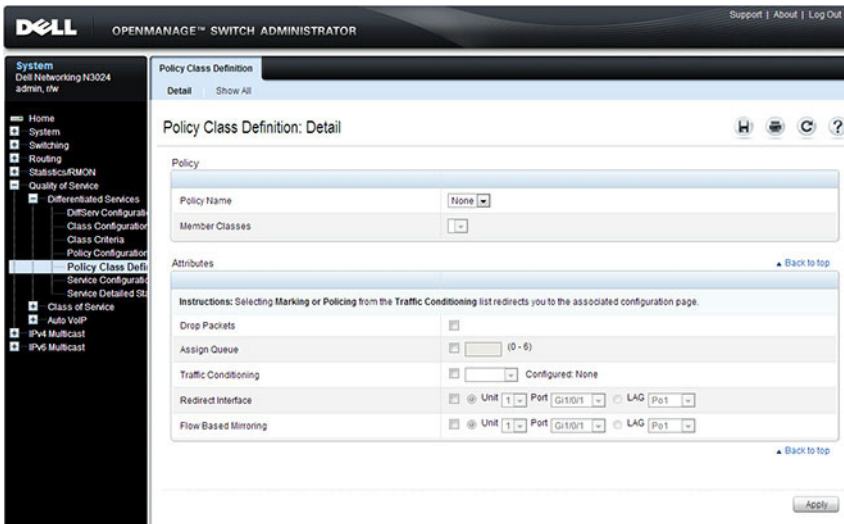 Support | About | Log Out
DELL OPENMANAGE™ SWITCH ADMINISTRATOR
System
Dell Networking N3024
admin, r/w
Home
System
Switching
Routing
Statistics/RMON
Quality of Service
Differentiated Services
DiffServ Configurati
Class Configuration
Class Criteria
Policy Configuration
Policy Class Defi
Service Configuratio
Service Detailed Sta
Class of Service
Auto VoIP
IPv4 Multicast
IPv6 Multicast
Policy Class Definition
Detail Show All
Policy Class Definition: Detail
?
Policy
Policy Name None
Member Classes
Attributes Back to top
Instructions: Selecting Marking or Policing from the Traffic Conditioning list redirects you to the associated configuration page.
Drop Packets
Assign Queue (0 - 6)
Traffic Conditioning Configured: None
Redirect Interface Unit 1 Port Gi1/0/1 LAG Po1
Flow Based Mirroring Unit 1 Port Gi1/0/1 LAG Po1
Back to top
Apply